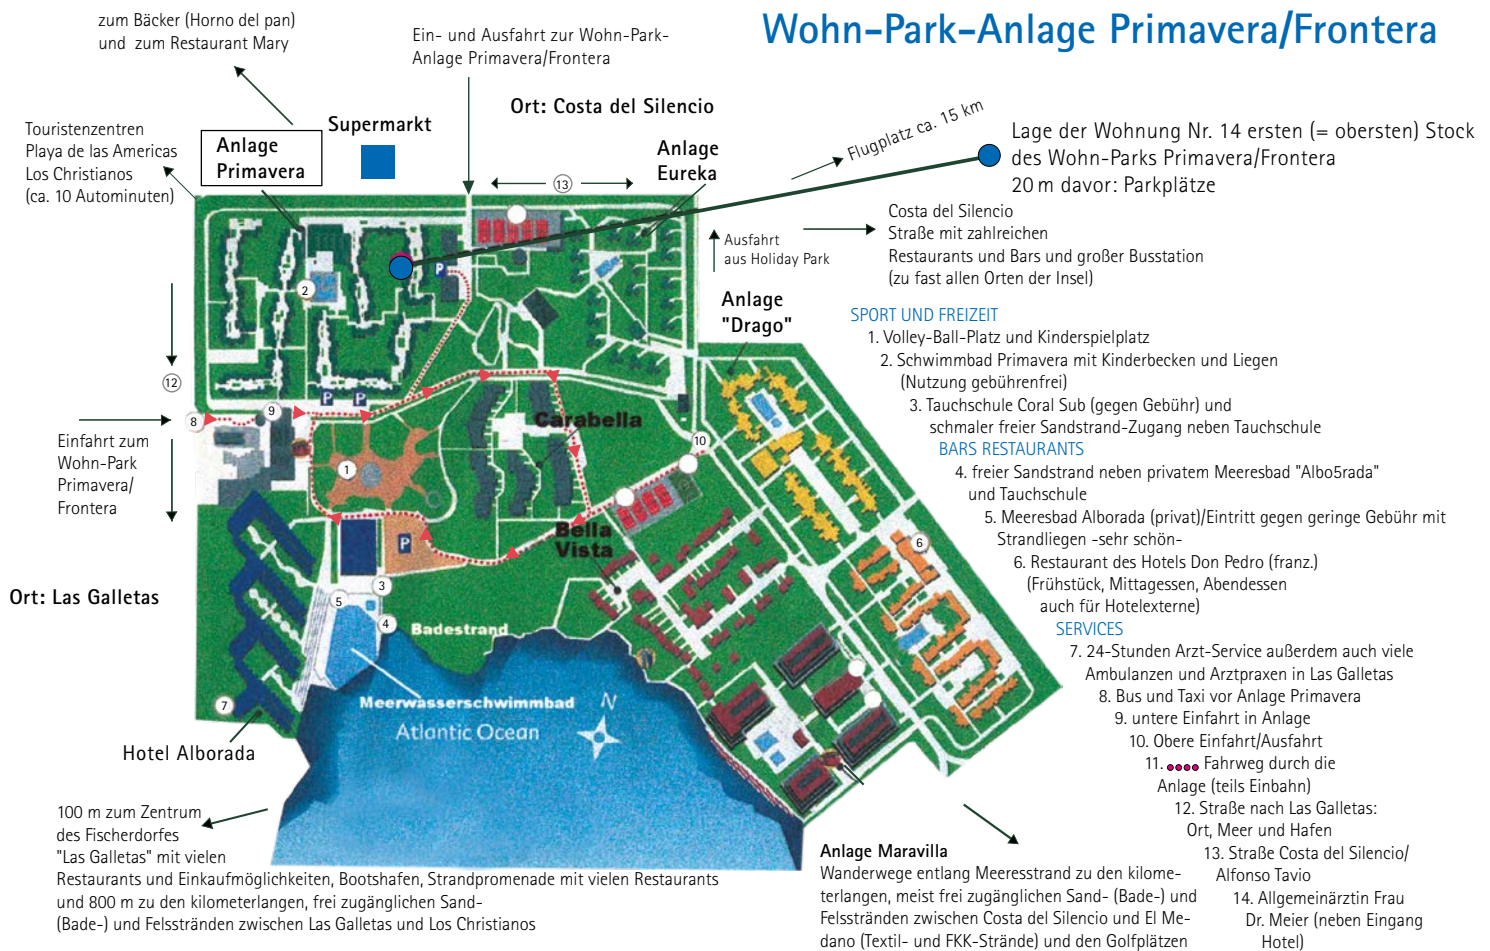 Wohn-Park-Anlage Primavera/Frontera
zum Bäcker (Horno del pan)
und zum Restaurant Mary
Ein- und Ausfahrt zur Wohn-Park-
Anlage Primavera/Frontera
Ort: Costa del Silencio
Touristenzentren
Playa de las Americas
Los Christianos
(ca. 10 Autominuten)
Anlage
Primavera
Supermarkt
Anlage
Eureka
13
Flugplatz ca. 15 km
Lage der Wohnung Nr. 14 ersten (= obersten) Stock
des Wohn-Parks Primavera/Frontera
20 m davor: Parkplätze
Costa del Silencio
Straße mit zahlreichen
Restaurants und Bars und großer Busstation
(zu fast allen Orten der Insel)
Ausfahrt
aus Holiday Park
Anlage
"Drago"
P
2
12
P P
8
9
Einfahrt zum
Wohn-Park
Primavera/
Frontera
Carabella
10
1
Bella
Vista
P
6
3
5
4
Badestrand
Ort: Las Galletas
Meerwasserschwimmbad
N
Atlantic Ocean
7
Hotel Alborada
SPORT UND FREIZEIT
1. Volley-Ball-Platz und Kinderspielplatz
2. Schwimmbad Primavera mit Kinderbecken und Liegen
(Nutzung gebührenfrei)
3. Tauchschule Coral Sub (gegen Gebühr) und
schmaler freier Sandstrand-Zugang neben Tauchschule
BARS RESTAURANTS
4. freier Sandstrand neben privatem Meeresbad "Albo5rada"
und Tauchschule
5. Meeresbad Alborada (privat)/Eintritt gegen geringe Gebühr mit
Strandliegen -sehr schön-
6. Restaurant des Hotels Don Pedro (franz.)
(Frühstück, Mittagessen, Abendessen
auch für Hotelexterne)
SERVICES
7. 24-Stunden Arzt-Service außerdem auch viele
Ambulanzen und Arztpraxen in Las Galletas
8. Bus und Taxi vor Anlage Primavera
9. untere Einfahrt in Anlage
10. Obere Einfahrt/Ausfahrt
11. Fahrweg durch die
Anlage (teils Einbahn)
12. Straße nach Las Galletas:
Ort, Meer und Hafen
13. Straße Costa del Silencio/
Alfonso Tavio
14. Allgemeinärztin Frau
Dr. Meier (neben Eingang
Hotel)
100 m zum Zentrum
des Fischerdorfes
"Las Galletas" mit vielen
Restaurants und Einkaufmöglichkeiten, Bootshafen, Strandpromenade mit vielen Restaurants
und 800 m zu den kilometerlangen, frei zugänglichen Sand-
(Bade-) und Felsstränden zwischen Las Galletas und Los Christianos
Anlage Maravilla
Wanderwege entlang Meeresstrand zu den kilome-
terlangen, meist frei zugänglichen Sand- (Bade-) und
Felsstränden zwischen Costa del Silencio und El Me-
dano (Textil- und FKK-Strände) und den Golfplätzen